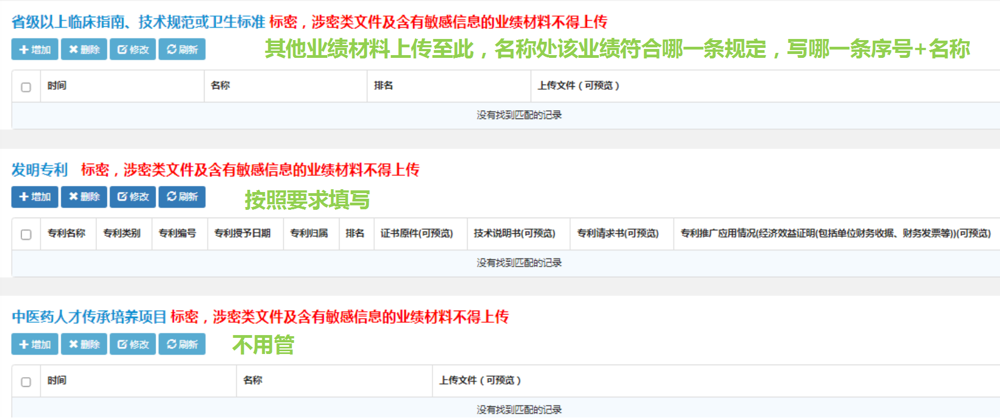 省级以上临床指南、技术规范或卫生标准 标密，涉密类文件及含有敏感信息的业绩材料不得上传
增加 删除 修改 刷新 其他业绩材料上传至此，名称处该业绩符合哪一条规定，写哪一条序号+名称
时间 名称 排名 上传文件（可预览）
没有找到匹配的记录
发明专利 标密，涉密类文件及含有敏感信息的业绩材料不得上传
增加 删除 修改 刷新 按照要求填写
专利名称 专利类别 专利编号 专利授予日期 专利归属 排名 证书原件(可预览) 技术说明书(可预览) 专利请求书(可预览) 专利推广应用情况(经济效益证明(包括单位财务收据、财务发票等))(可预览)
没有找到匹配的记录
中医药人才传承培养项目 标密，涉密类文件及含有敏感信息的业绩材料不得上传
增加 删除 修改 刷新 不用管
时间 名称 上传文件（可预览）
没有找到匹配的记录